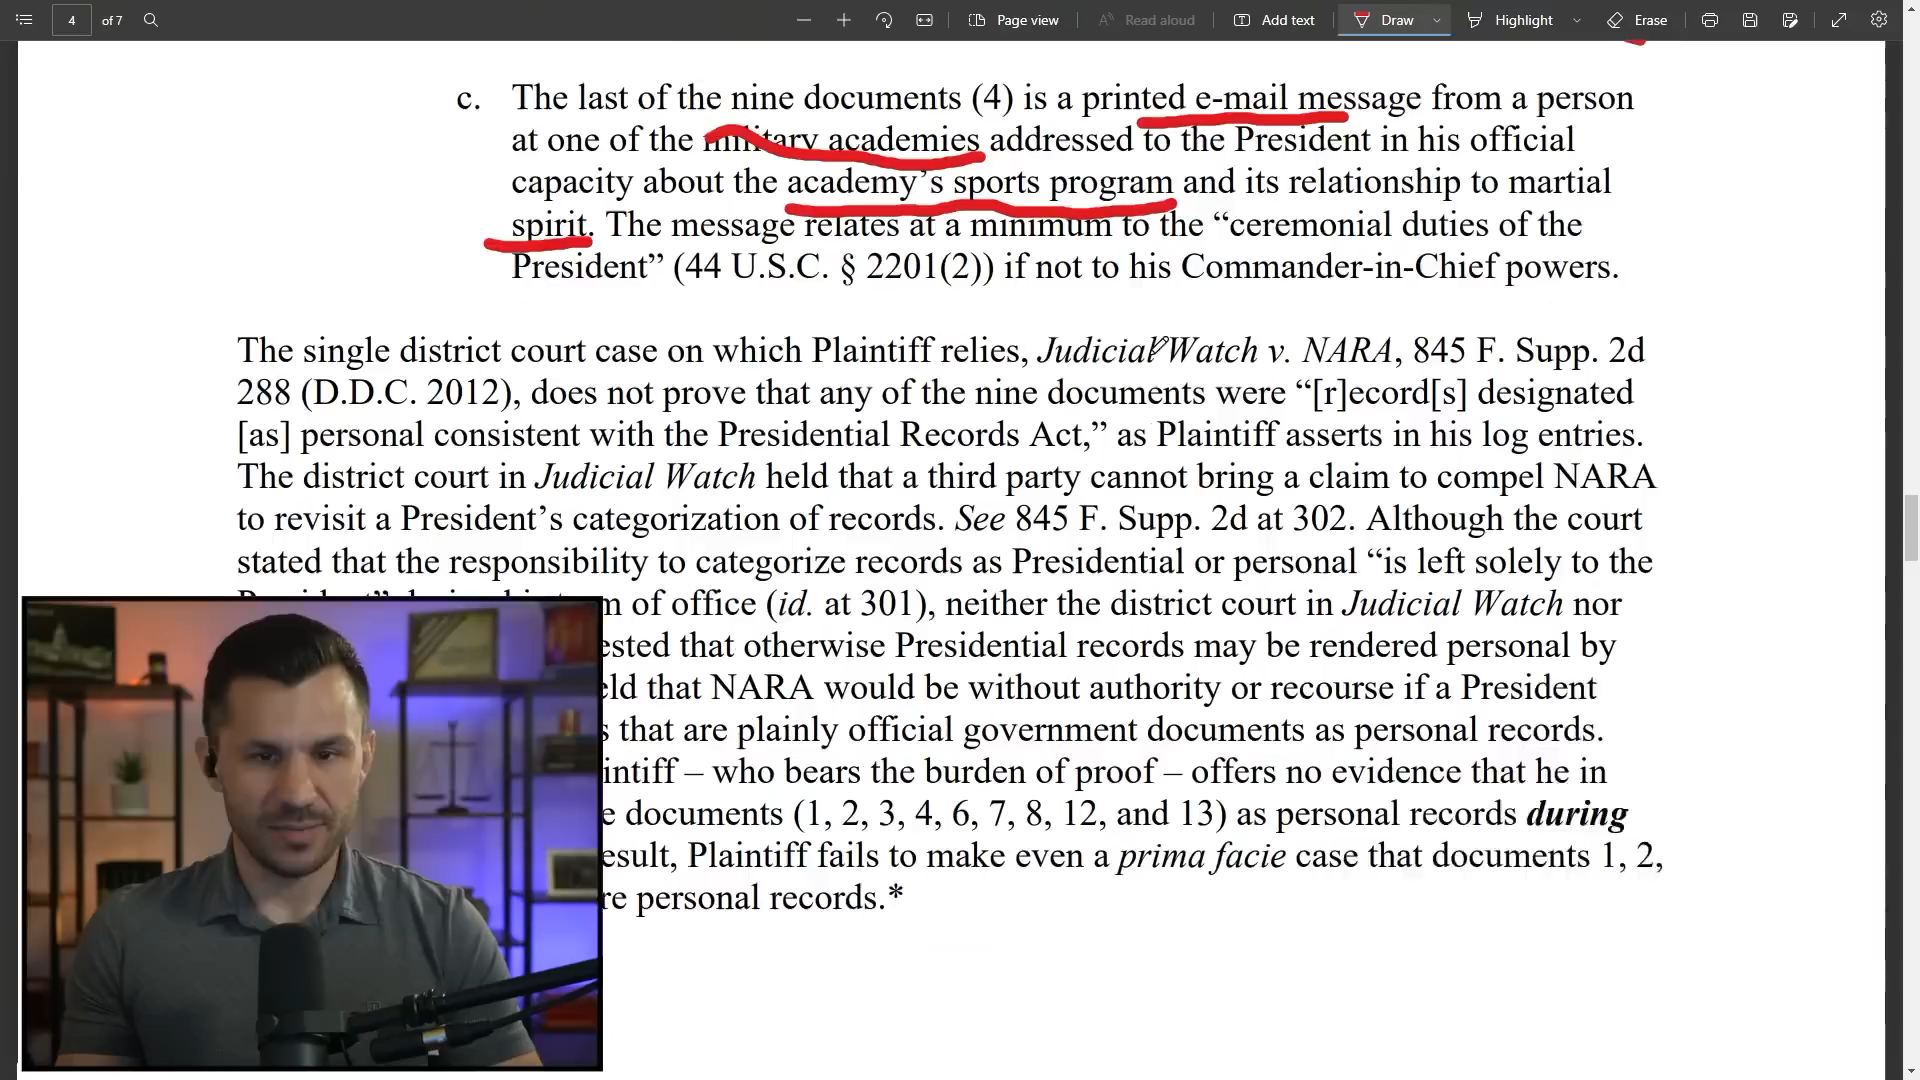 4 of 7 Page view Read aloud Add text Draw Highlight Erase
c. The last of the nine documents (4) is a printed e-mail message from a person
at one of the military academies addressed to the President in his official
capacity about the academy’s sports program and its relationship to martial
spirit. The message relates at a minimum to the “ceremonial duties of the
President” (44 U.S.C. § 2201(2)) if not to his Commander-in-Chief powers.
The single district court case on which Plaintiff relies, Judicial Watch v. NARA, 845 F. Supp. 2d
288 (D.D.C. 2012), does not prove that any of the nine documents were “[r]ecord[s] designated
[as] personal consistent with the Presidential Records Act,” as Plaintiff asserts in his log entries.
The district court in Judicial Watch held that a third party cannot bring a claim to compel NARA
to revisit a President’s categorization of records. See 845 F. Supp. 2d at 302. Although the court
stated that the responsibility to categorize records as Presidential or personal “is left solely to the
of office (id. at 301), neither the district court in Judicial Watch nor
that otherwise Presidential records may be rendered personal by
that NARA would be without authority or recourse if a President
that are plainly official government documents as personal records.
– who bears the burden of proof – offers no evidence that he in
documents (1, 2, 3, 4, 6, 7, 8, 12, and 13) as personal records during
Plaintiff fails to make even a prima facie case that documents 1, 2,
personal records.*